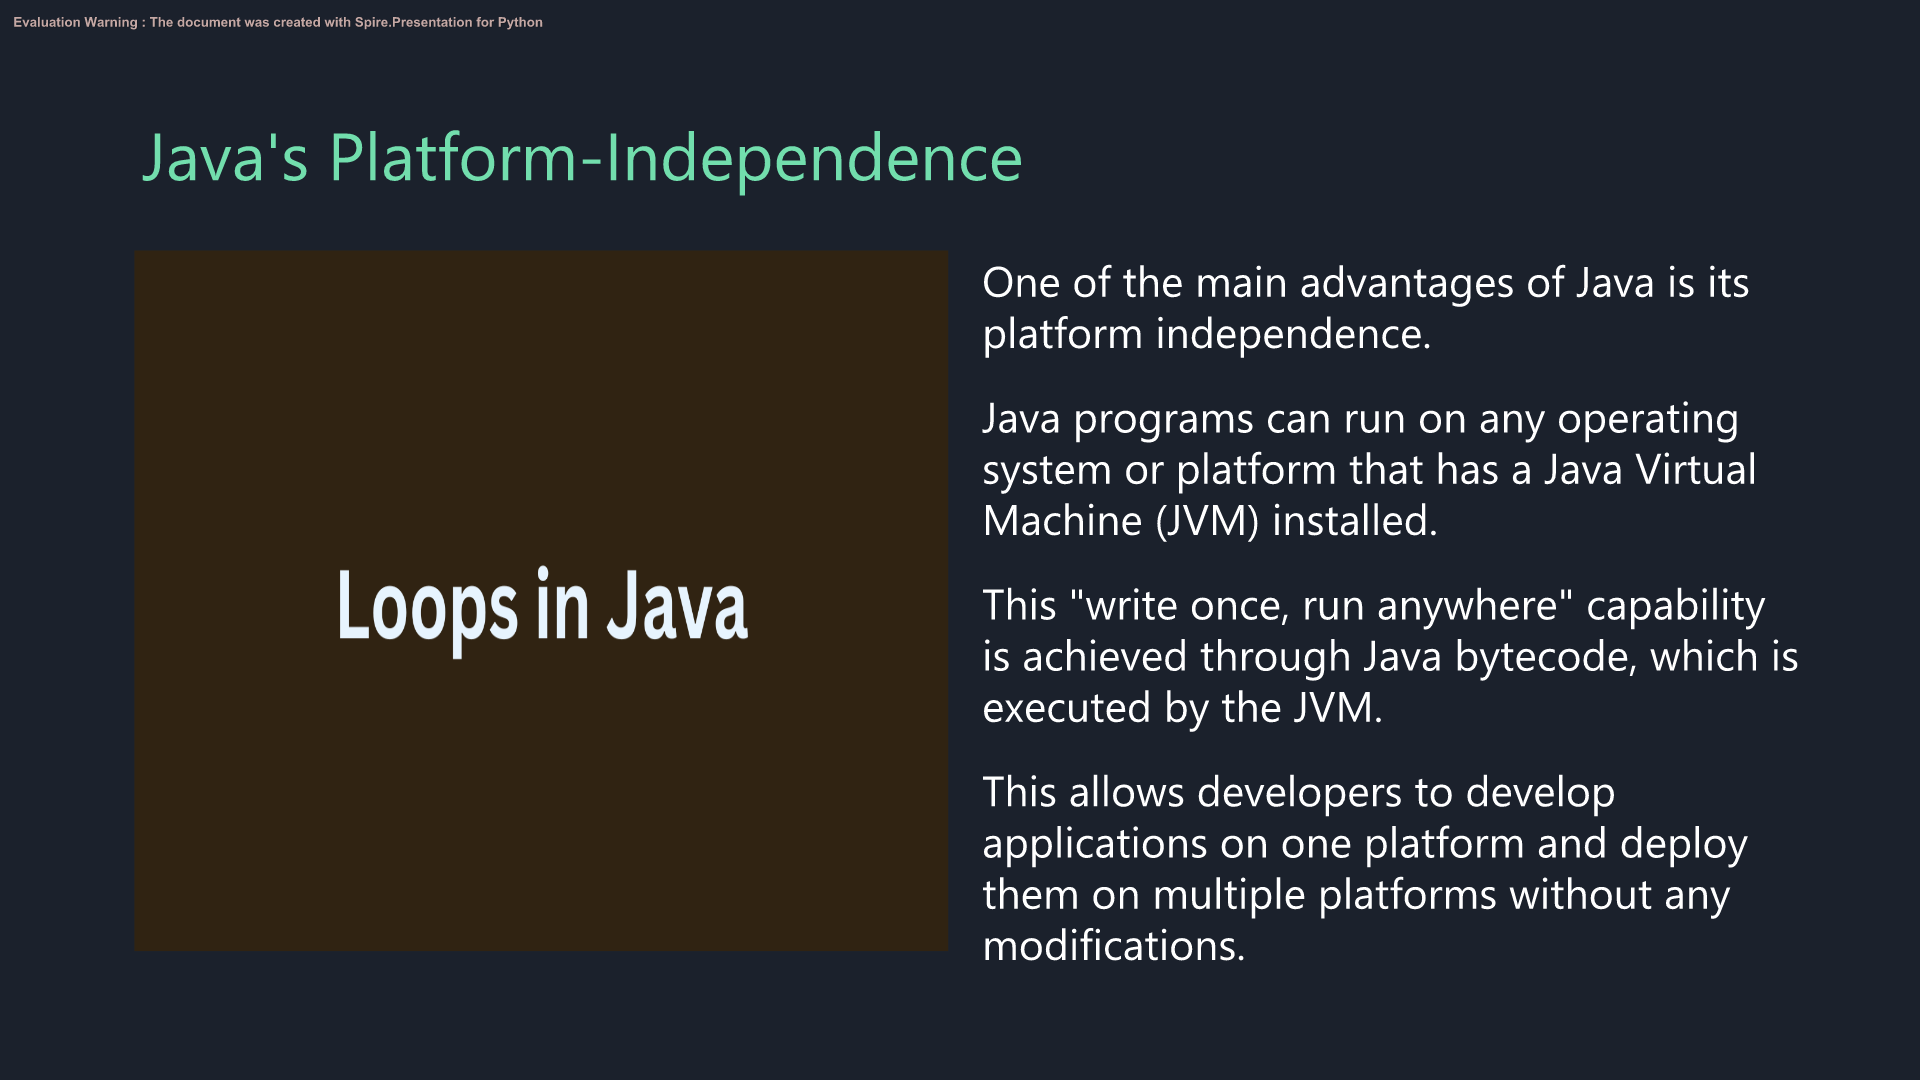 Evaluation Warning : The document was created with Spire.Presentation for Python
Java's Platform-Independence
Loops in Java
One of the main advantages of Java is its
platform independence.
Java programs can run on any operating
system or platform that has a Java Virtual
Machine (JVM) installed.
This "write once, run anywhere" capability
is achieved through Java bytecode, which is
executed by the JVM.
This allows developers to develop
applications on one platform and deploy
them on multiple platforms without any
modifications.